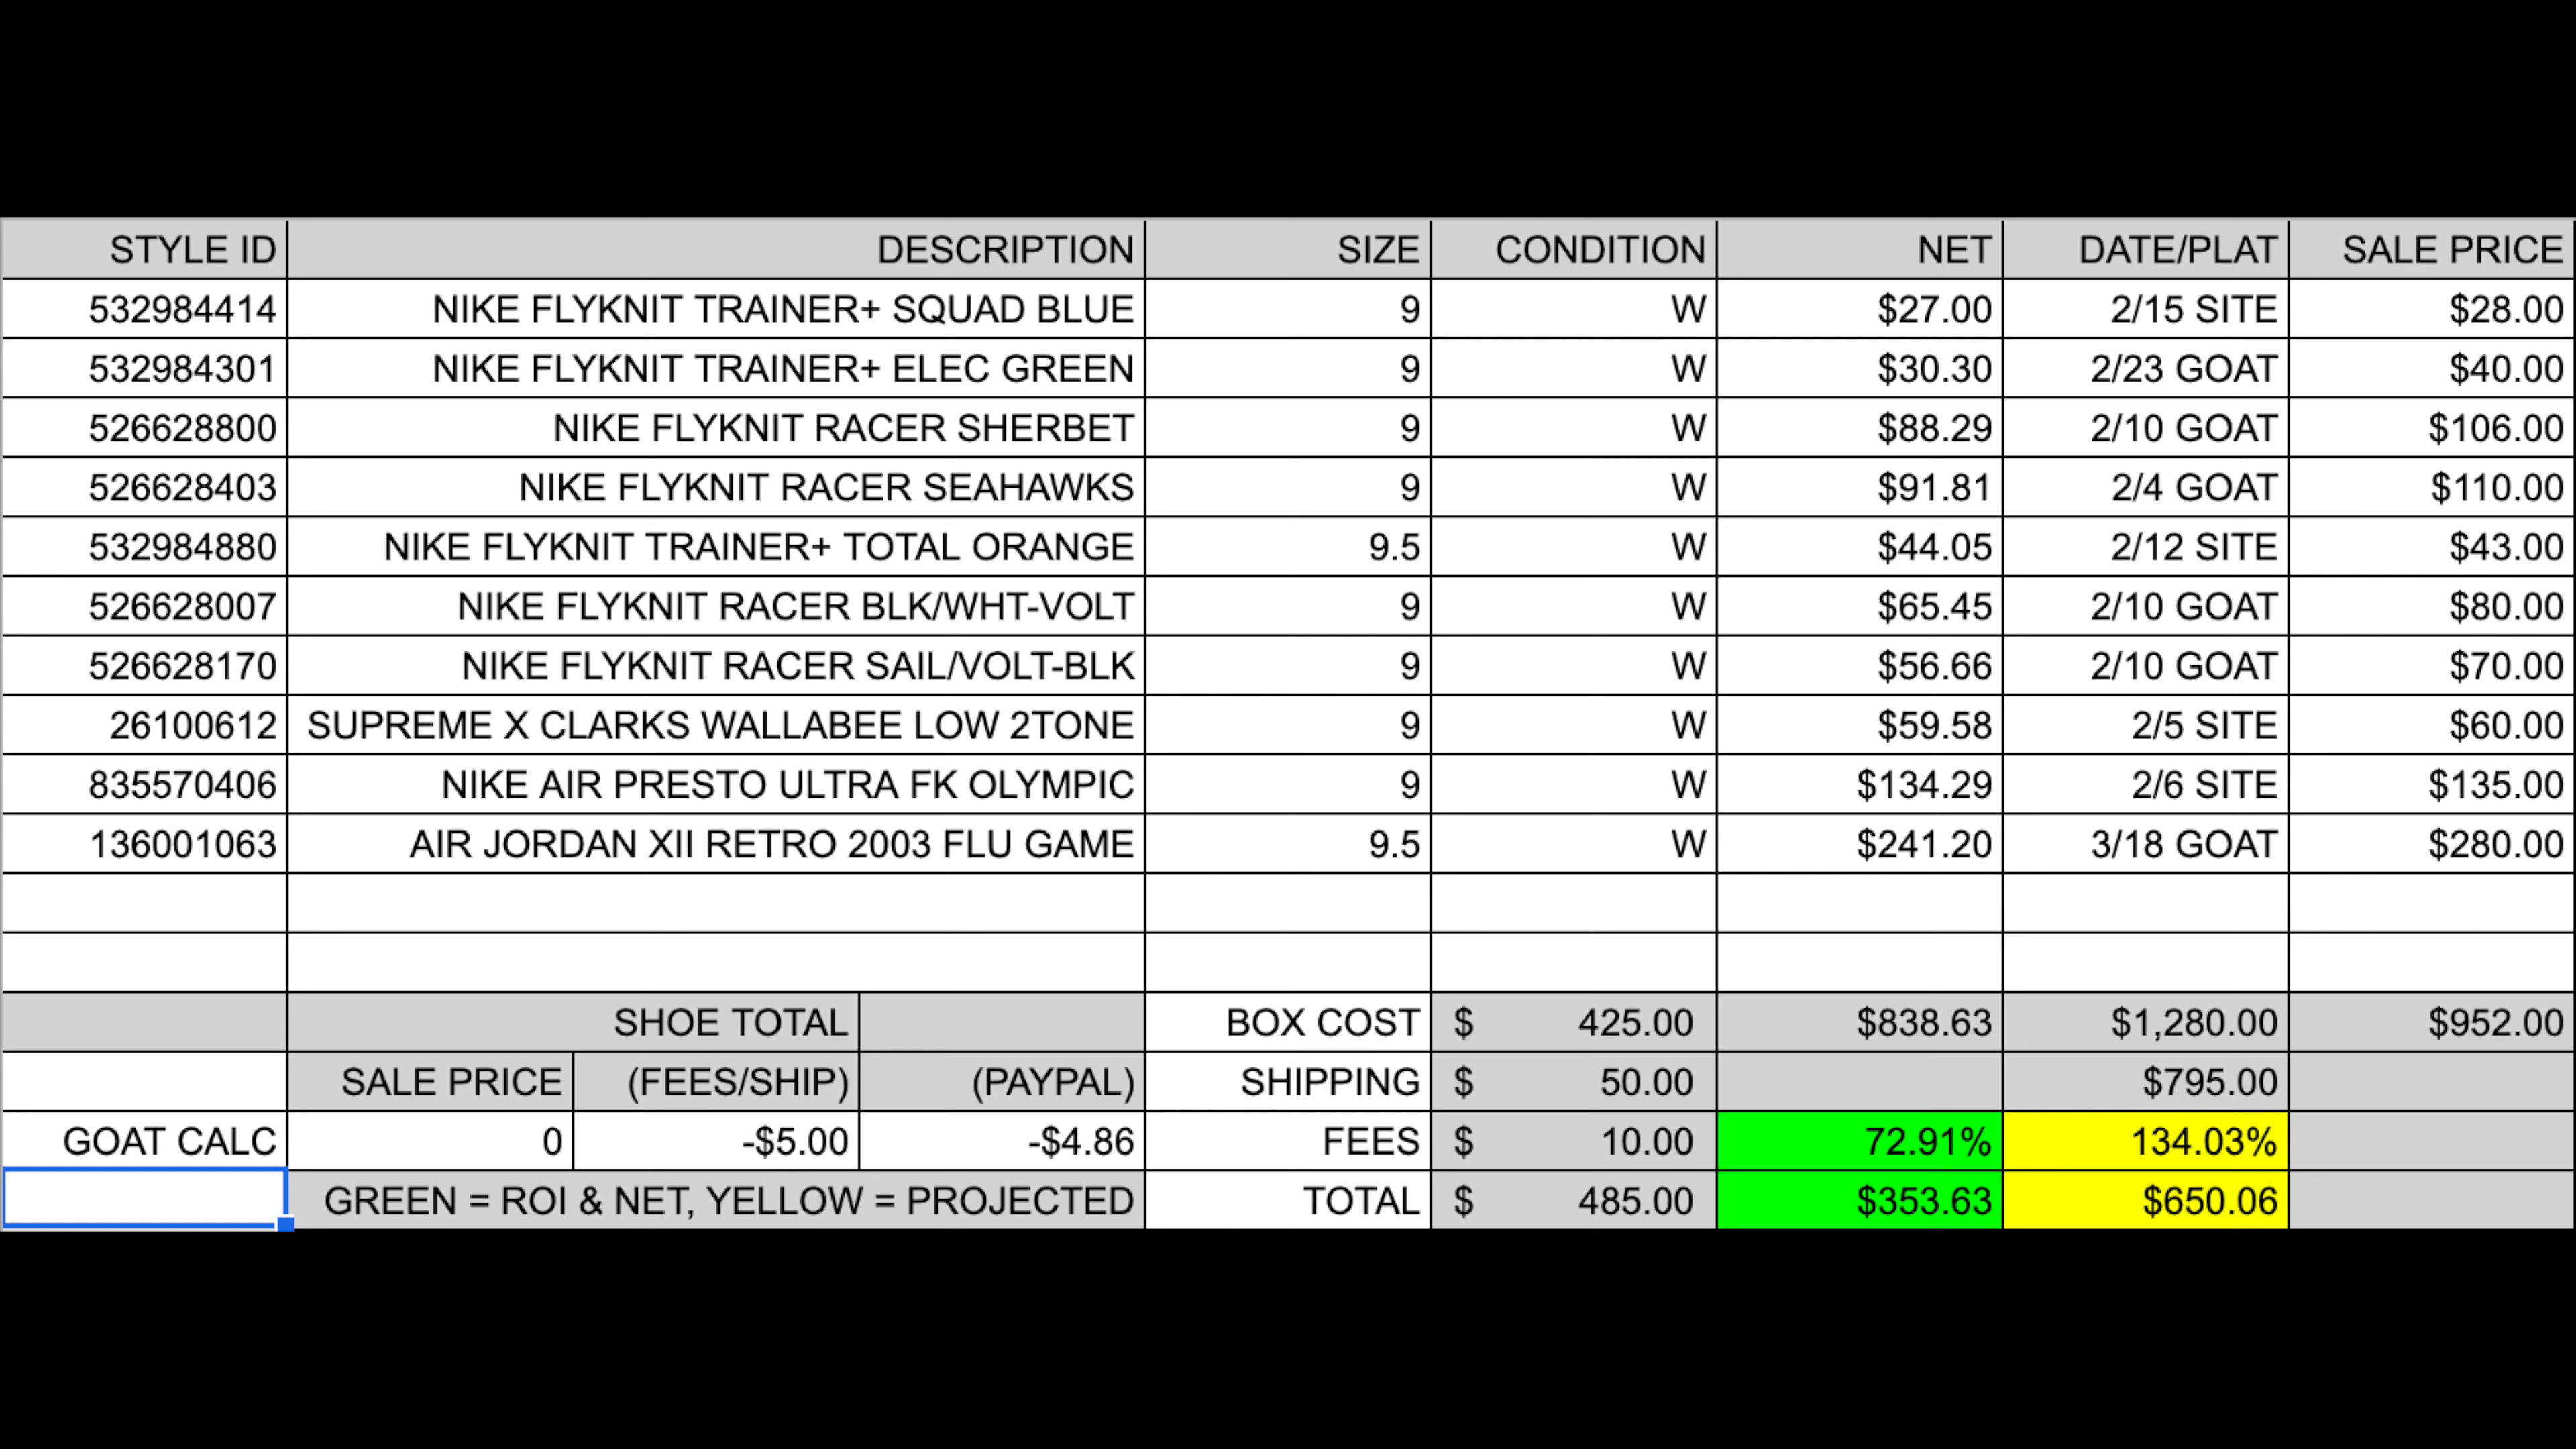 STYLE ID DESCRIPTION SIZE CONDITION NET DATE/PLAT SALE PRICE
532984414 NIKE FLYKNIT TRAINER+ SQUAD BLUE 9 W $27.00 2/15 SITE $28.00
532984301 NIKE FLYKNIT TRAINER+ ELEC GREEN 9 W $30.30 2/23 GOAT $40.00
526628800 NIKE FLYKNIT RACER SHERBET 9 W $88.29 2/10 GOAT $106.00
526628403 NIKE FLYKNIT RACER SEAHAWKS 9 W $91.81 2/4 GOAT $110.00
532984880 NIKE FLYKNIT TRAINER+ TOTAL ORANGE 9.5 W $44.05 2/12 SITE $43.00
526628007 NIKE FLYKNIT RACER BLK/WHT-VOLT 9 W $65.45 2/10 GOAT $80.00
526628170 NIKE FLYKNIT RACER SAIL/VOLT-BLK 9 W $56.66 2/10 GOAT $70.00
26100612 SUPREME X CLARKS WALLABEE LOW 2TONE 9 W $59.58 2/5 SITE $60.00
835570406 NIKE AIR PRESTO ULTRA FK OLYMPIC 9 W $134.29 2/6 SITE $135.00
136001063 AIR JORDAN XII RETRO 2003 FLU GAME 9.5 W $241.20 3/18 GOAT $280.00
SHOE TOTAL BOX COST $ 425.00 $838.63 $1,280.00 $952.00
SALE PRICE (FEES/SHIP) (PAYPAL) SHIPPING $ 50.00 $795.00
GOAT CALC 0 -$5.00 -$4.86 FEES $ 10.00 72.91% 134.03%
GREEN = ROI & NET, YELLOW = PROJECTED TOTAL $ 485.00 $353.63 $650.06